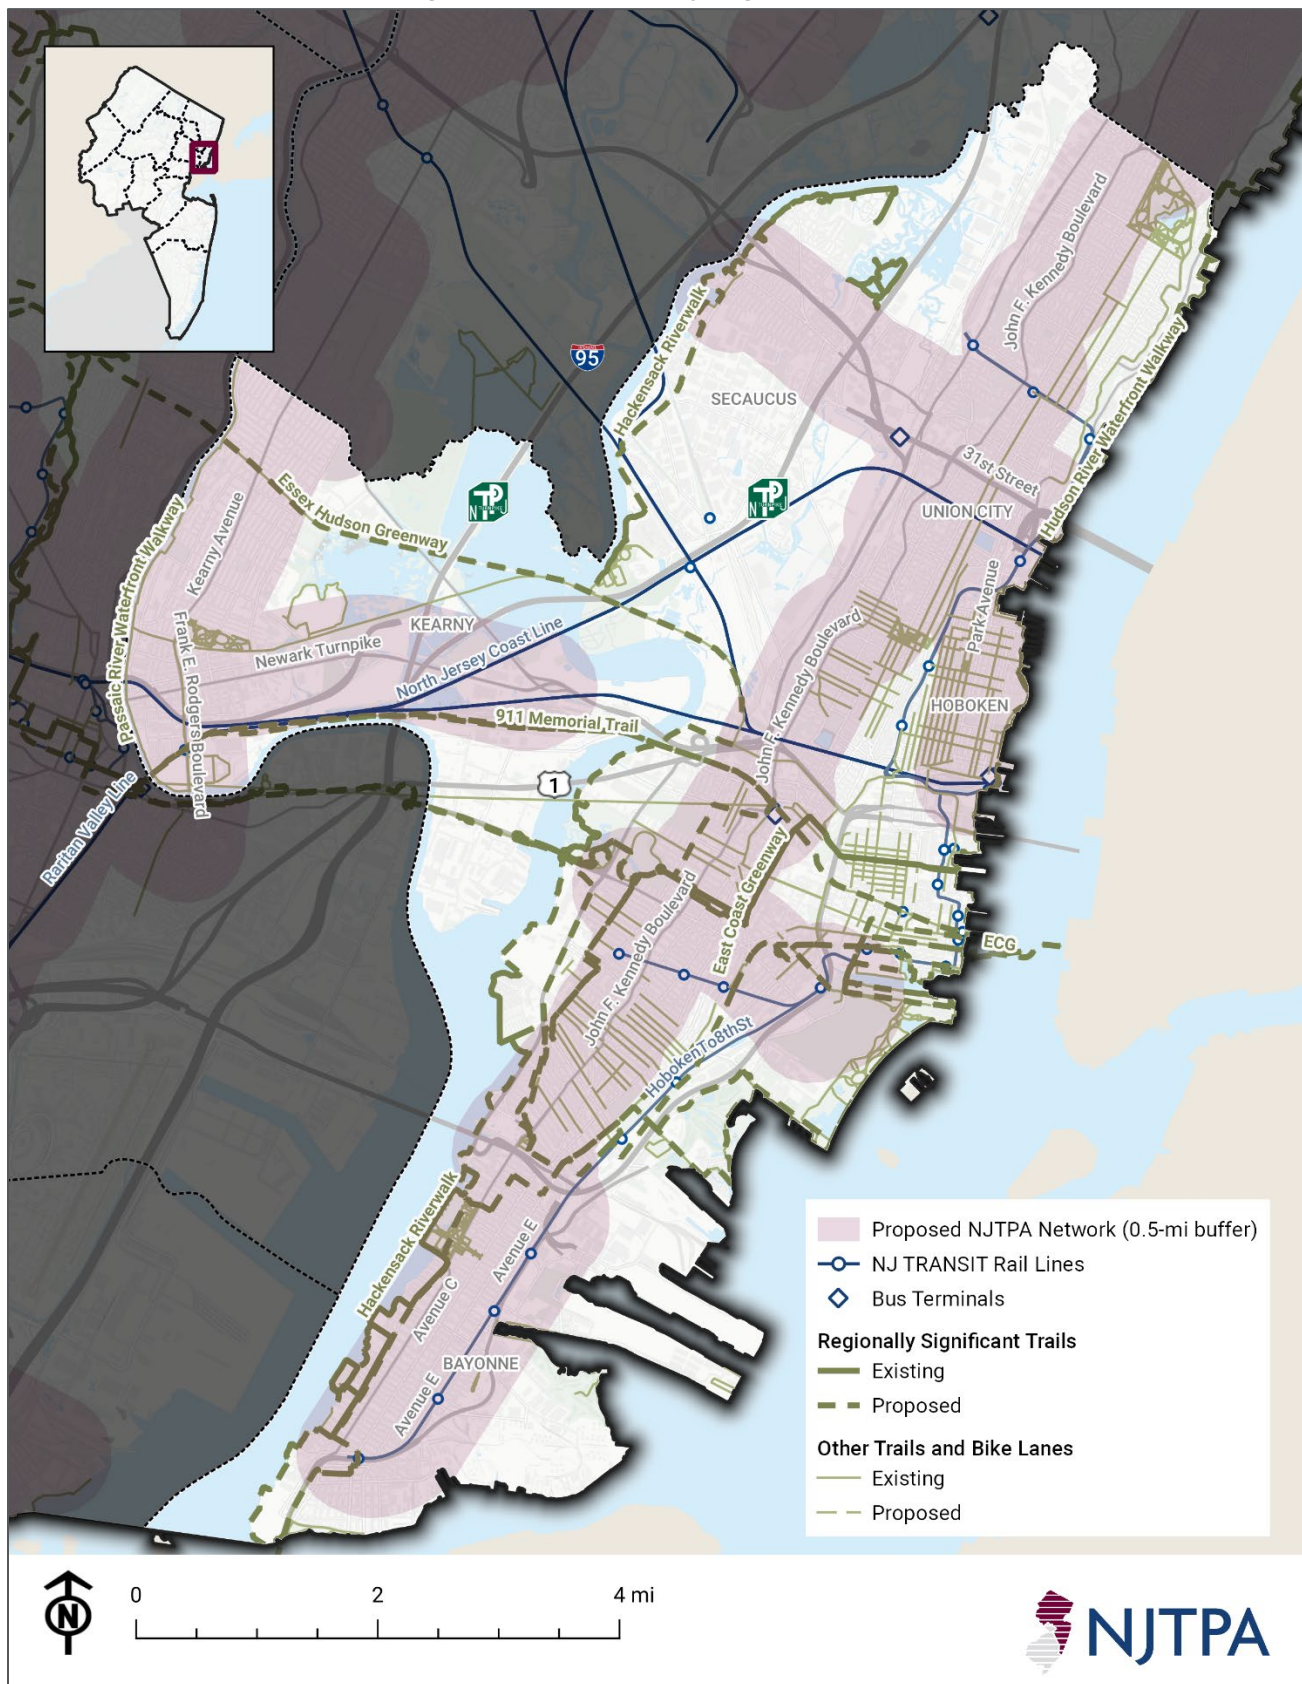 95
SECAUCUS
John F. Kennedy Boulevard
Hackensack Riverwalk
Hudson River Waterfront Walkway
31st Street
UNION CITY
Essex Hudson Greenway
Kearny Avenue
Passaic River Waterfront Walkway
Frank E. Rodgers Boulevard
KEARNY
Newark Turnpike
North Jersey Coast Line
John F. Kennedy Boulevard
Park Avenue
HOBOKEN
911 Memorial Trail
1
Raritan Valley Line
East Coast Greenway
John F. Kennedy Boulevard
ECG
HobokenTo8thSt
Hackensack Riverwalk
Avenue E
Avenue C
BAYONNE
Avenue E
Proposed NJTPA Network (0.5-mi buffer)
NJ TRANSIT Rail Lines
Bus Terminals
Regionally Significant Trails
Existing
Proposed
Other Trails and Bike Lanes
Existing
Proposed
N
0 2 4 mi
NJTPA